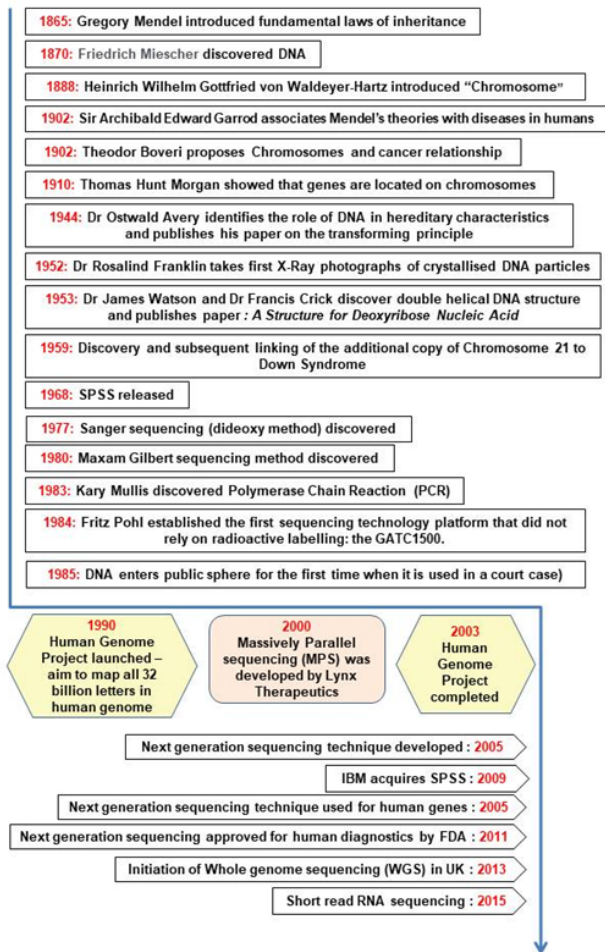 1865: Gregory Mendel introduced fundamental laws of inheritance
1870: Friedrich Miescher discovered DNA
1888: Heinrich Wilhelm Gottfried von Waldeyer-Hartz introduced “Chromosome”
1902: Sir Archibald Edward Garrod associates Mendel's theories with diseases in humans
1902: Theodor Boveri proposes Chromosomes and cancer relationship
1910: Thomas Hunt Morgan showed that genes are located on chromosomes
1944: Dr Ostwald Avery identifies the role of DNA in hereditary characteristics
and publishes his paper on the transforming principle
1952: Dr Rosalind Franklin takes first X-Ray photographs of crystallised DNA particles
1953: Dr James Watson and Dr Francis Crick discover double helical DNA structure
and publishes paper : A Structure for Deoxyribose Nucleic Acid
1959: Discovery and subsequent linking of the additional copy of Chromosome 21 to
Down Syndrome
1968: SPSS released
1977: Sanger sequencing (dideoxy method) discovered
1980: Maxam Gilbert sequencing method discovered
1983: Kary Mullis discovered Polymerase Chain Reaction (PCR)
1984: Fritz Pohl established the first sequencing technology platform that did not
rely on radioactive labelling: the GATC1500.
1985: DNA enters public sphere for the first time when it is used in a court case)
1990
Human Genome
Project launched –
aim to map all 32
billion letters in
human genome
2000
Massively Parallel
sequencing (MPS) was
developed by Lynx
Therapeutics
2003
Human
Genome
Project
completed
Next generation sequencing technique developed : 2005
IBM acquires SPSS : 2009
Next generation sequencing technique used for human genes : 2005
Next generation sequencing approved for human diagnostics by FDA : 2011
Initiation of Whole genome sequencing (WGS) in UK : 2013
Short read RNA sequencing : 2015